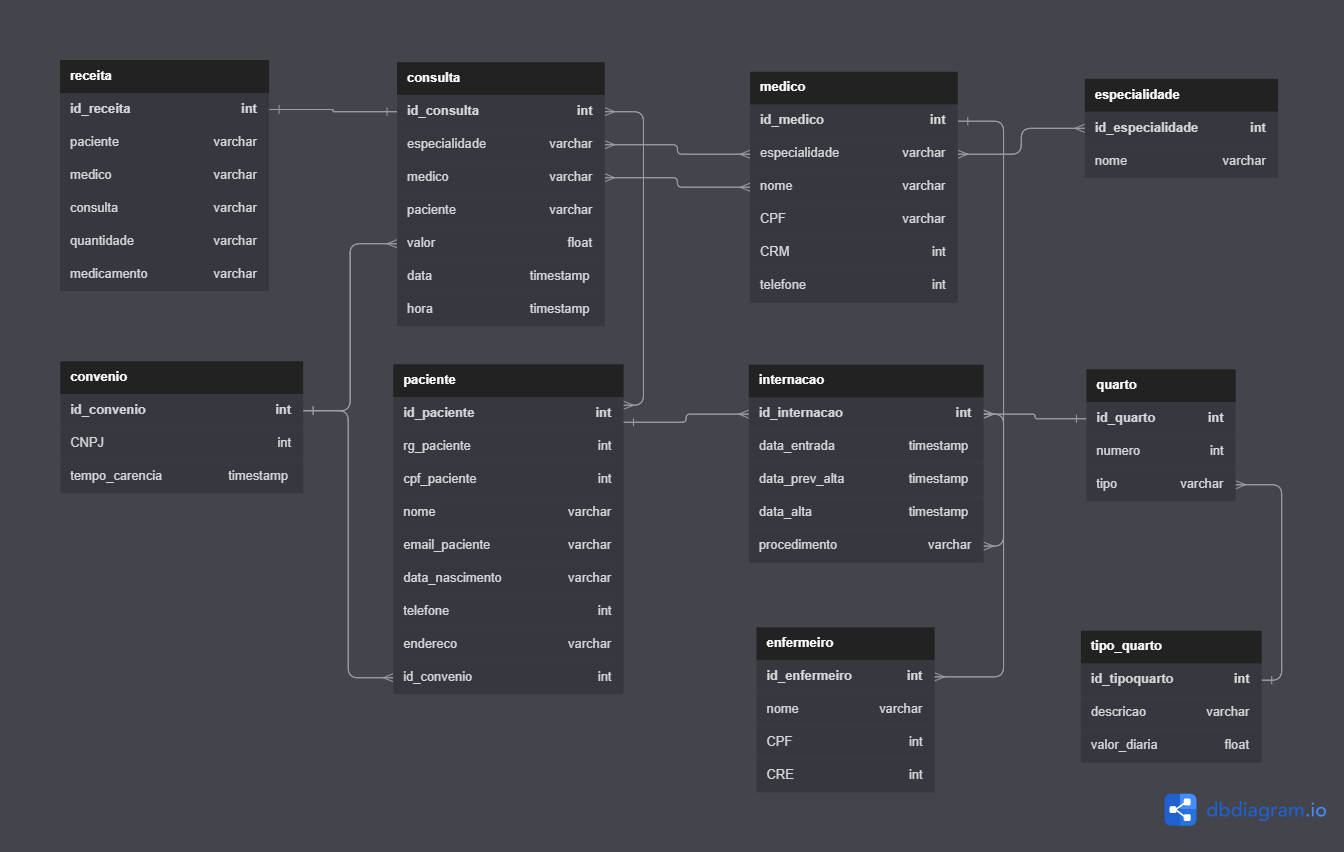 receita
id_receita int
paciente varchar
medico varchar
consulta varchar
quantidade varchar
medicamento varchar
consulta
id_consulta int
especialidade varchar
medico varchar
paciente varchar
valor float
data timestamp
hora timestamp
medico
id_medico int
especialidade varchar
nome varchar
CPF varchar
CRM int
telefone int
especialidade
id_especialidade int
nome varchar
convenio
id_convenio int
CNPJ int
tempo_carencia timestamp
paciente
id_paciente int
rg_paciente int
cpf_paciente int
nome varchar
email_paciente varchar
data_nascimento varchar
telefone int
endereco varchar
id_convenio int
internacao
id_internacao int
data_entrada timestamp
data_prev_alta timestamp
data_alta timestamp
procedimento varchar
quarto
id_quarto int
numero int
tipo varchar
enfermeiro
id_enfermeiro int
nome varchar
CPF int
CRE int
tipo_quarto
id_tipoquarto int
descricao varchar
valor_diaria float
dbdiagram.io